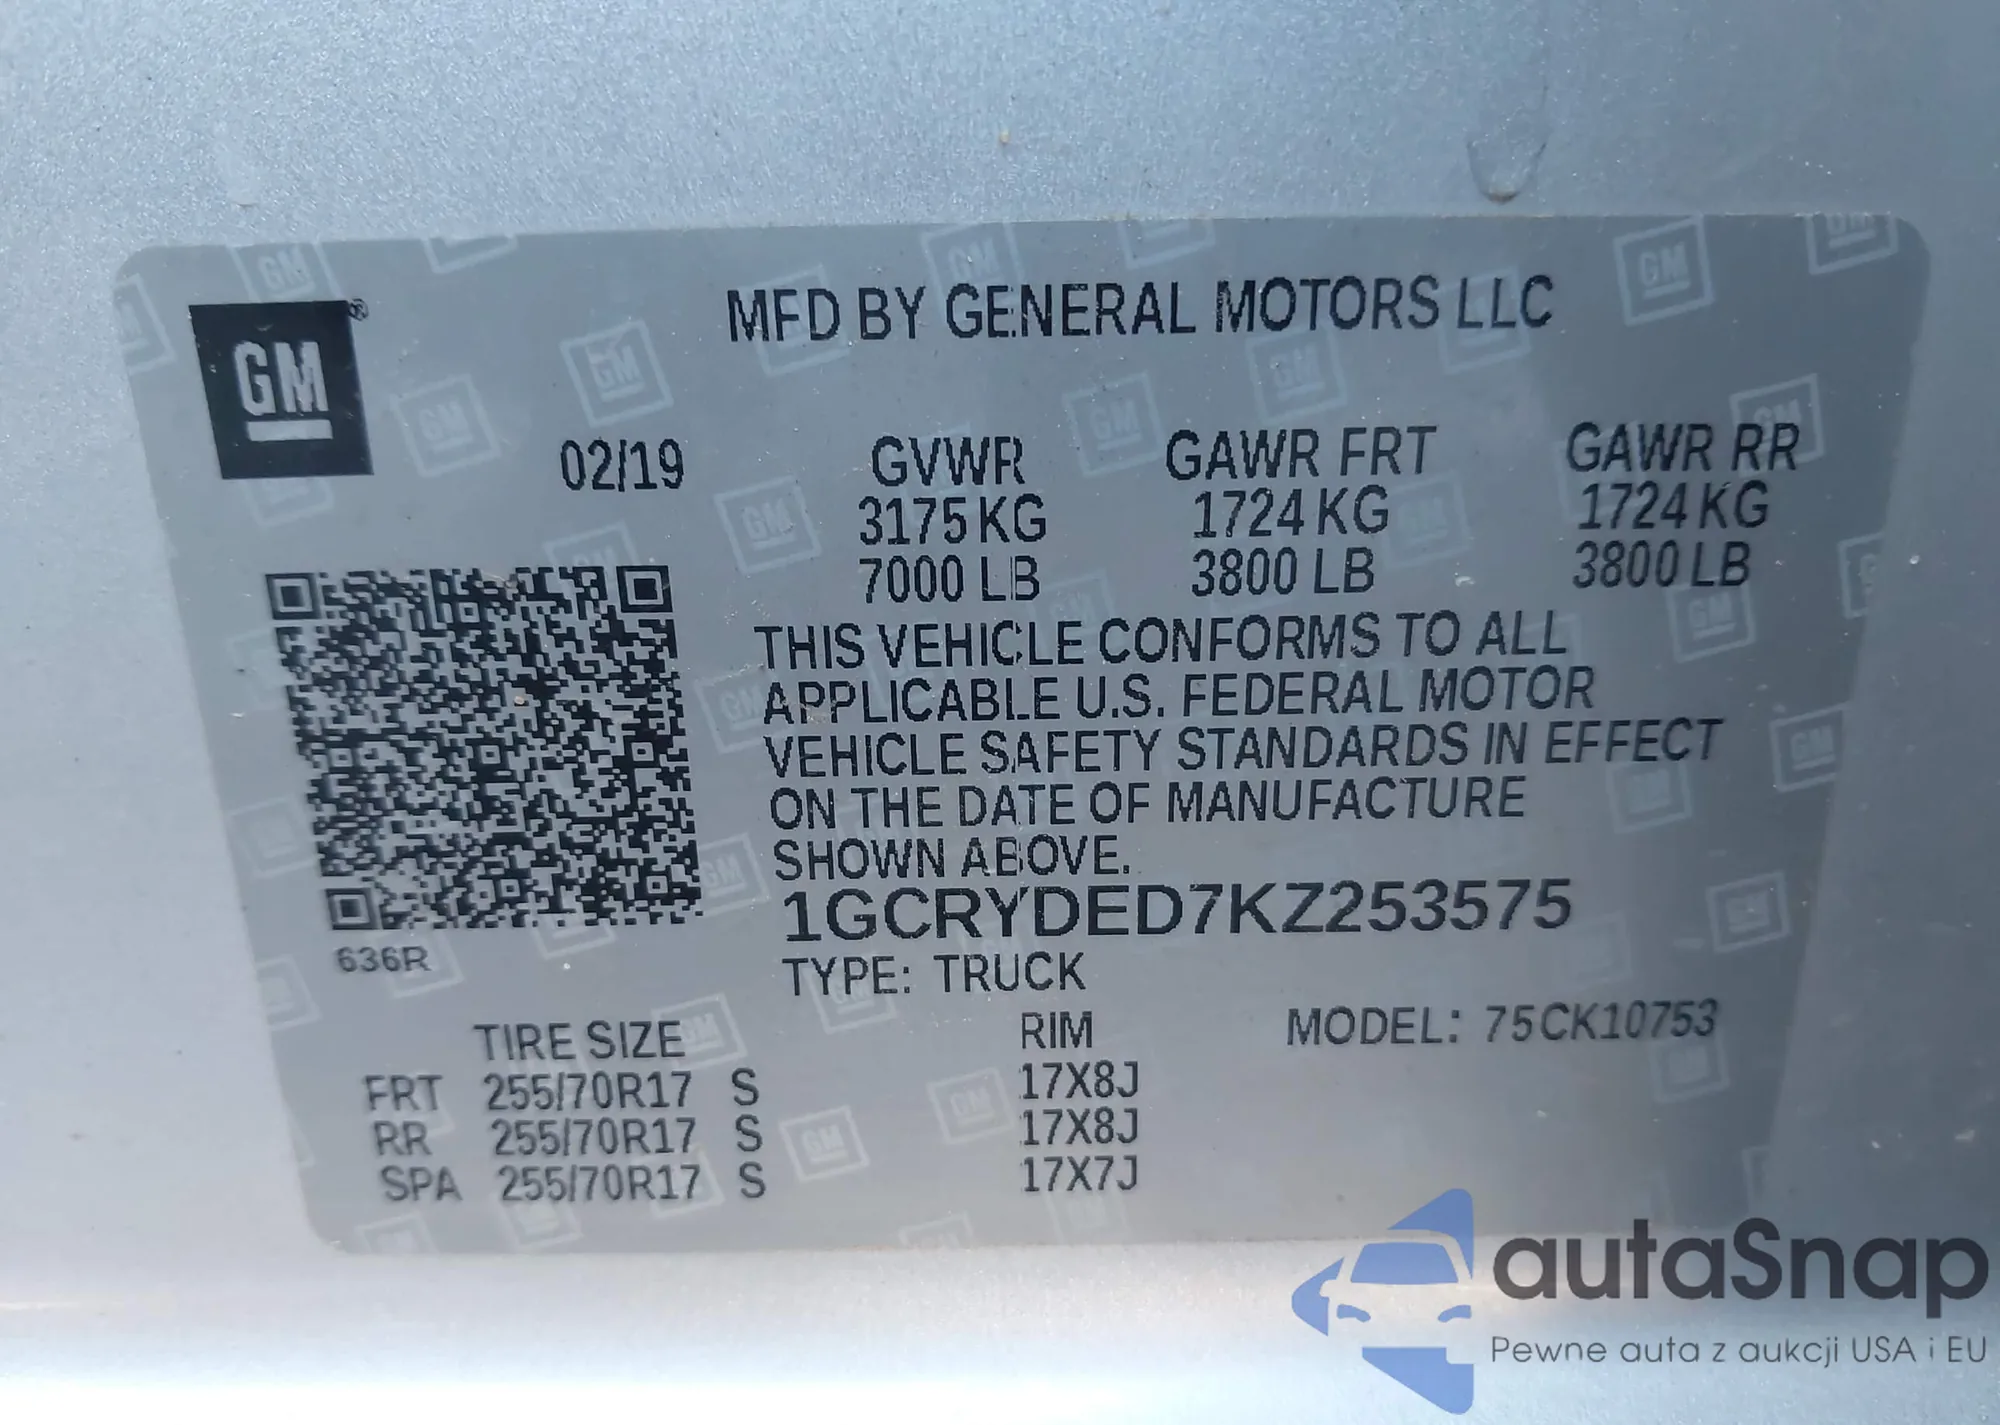 GM
MFD BY GENERAL MOTORS LLC
02/19 GVWR GAWR FRT GAWR RR
3175 KG 1724 KG 1724 KG
7000 LB 3800 LB 3800 LB
THIS VEHICLE CONFORMS TO ALL
APPLICABLE U.S. FEDERAL MOTOR
VEHICLE SAFETY STANDARDS IN EFFECT
ON THE DATE OF MANUFACTURE
SHOWN ABOVE.
1GCRYDED7KZ253575
636R
TYPE: TRUCK
TIRE SIZE RIM MODEL: 75CK10753
FRT 255/70R17 S 17X8J
RR 255/70R17 S 17X8J
SPA 255/70R17 S 17X7J
autaSnap
Pewne auta z aukcji USA i EU